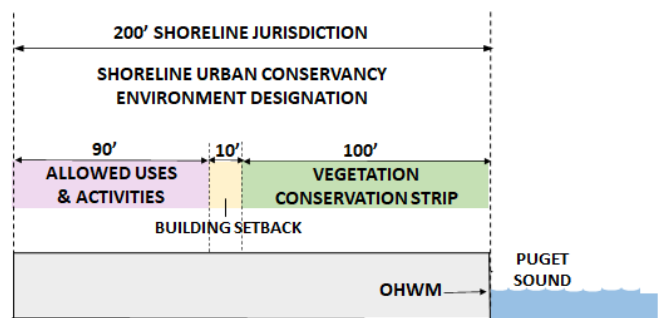 200' SHORELINE JURISDICTION
SHORELINE URBAN CONSERVANCY
ENVIRONMENT DESIGNATION
90'
10'
100'
ALLOWED USES
& ACTIVITIES
VEGETATION
CONSERVATION STRIP
BUILDING SETBACK
PUGET
SOUND
OHWM